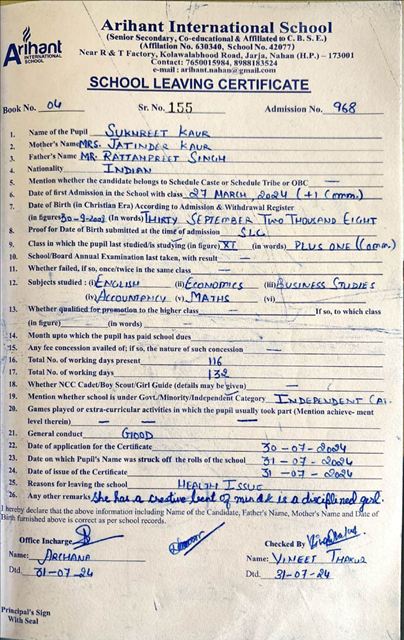 Arihant
INTERNATIONAL
SCHOOL
Arihant International School
(Senior Secondary, Co-educational & Affiliated to C. B. S. E.)
(Affilation No. 630340, School No. 42077)
Near R & T Factory, Kolawalabhood Road, Jarja, Nahan (H.P.) – 173001
Contact: 7650015984, 8988183524
e-mail : arihant.nahan@gmail.com
SCHOOL LEAVING CERTIFICATE
Book No. 04 Sr. No. 155 Admission No. 968
1. Name of the Pupil SUKNREET KAUR
2. Mother's Name MRS. JATINDER KAUR
3. Father's Name MR. RATTANPREET SINGH
4. Nationality INDIAN
5. Mention whether the candidate belongs to Schedule Caste or Schedule Tribe or OBC —
6. Date of first Admission in the School with class 27 MARCH, 2024 (+1 Comm.)
7. Date of Birth (in Christian Era) According to Admission & Withdrawal Register
(in figures) 30-9-2008 (In words) THIRTY SEPTEMBER TWO THOUSAND EIGHT
8. Proof for Date of Birth submitted at the time of admission SLC
9. Class in which the pupil last studied/is studying (in figure) XI (in words) PLUS ONE (Comm.)
10. School/Board Annual Examination last taken, with result —
11. Whether failed, if so, once/twice in the same class —
12. Subjects studied : (i) ENGLISH (ii) ECONOMICS (iii) BUSINESS STUDIES
(iv) ACCOUNTANCY (v) MATHS (vi)
13. Whether qualified for promotion to the higher class — If so, to which class
(in figure) — (in words) —
14. Month upto which the pupil has paid school dues
15. Any fee concession availed of; if so, the nature of such concession —
16. Total No. of working days present 116
17. Total No. of working days 132
18. Whether NCC Cadet/Boy Scout/Girl Guide (details may be given) —
19. Mention whether school is under Govt./Minority/Independent Category INDEPENDENT CAT.
20. Games played or extra-curricular activities in which the pupil usually took part (Mention achieve- ment
level therein) — —
21. General conduct GOOD
22. Date of application for the Certificate 30-07-2024
23. Date on which Pupil's Name was struck off the rolls of the school 31-07-2024
24. Date of issue of the Certificate 31-07-2024
25. Reasons for leaving the school HEALTH ISSUE
26. Any other remarks She has a creative bent of mind & is a disciplined girl.
I hereby declare that the above information including Name of the Candidate, Father's Name, Mother's Name and Date of
Birth furnished above is correct as per school records.
Office Incharge Checked By
Name: ARCHANA Name: VINEET THAKUR
Dtd. 31-07-24 Dtd. 31-07-24
Principal's Sign
With Seal